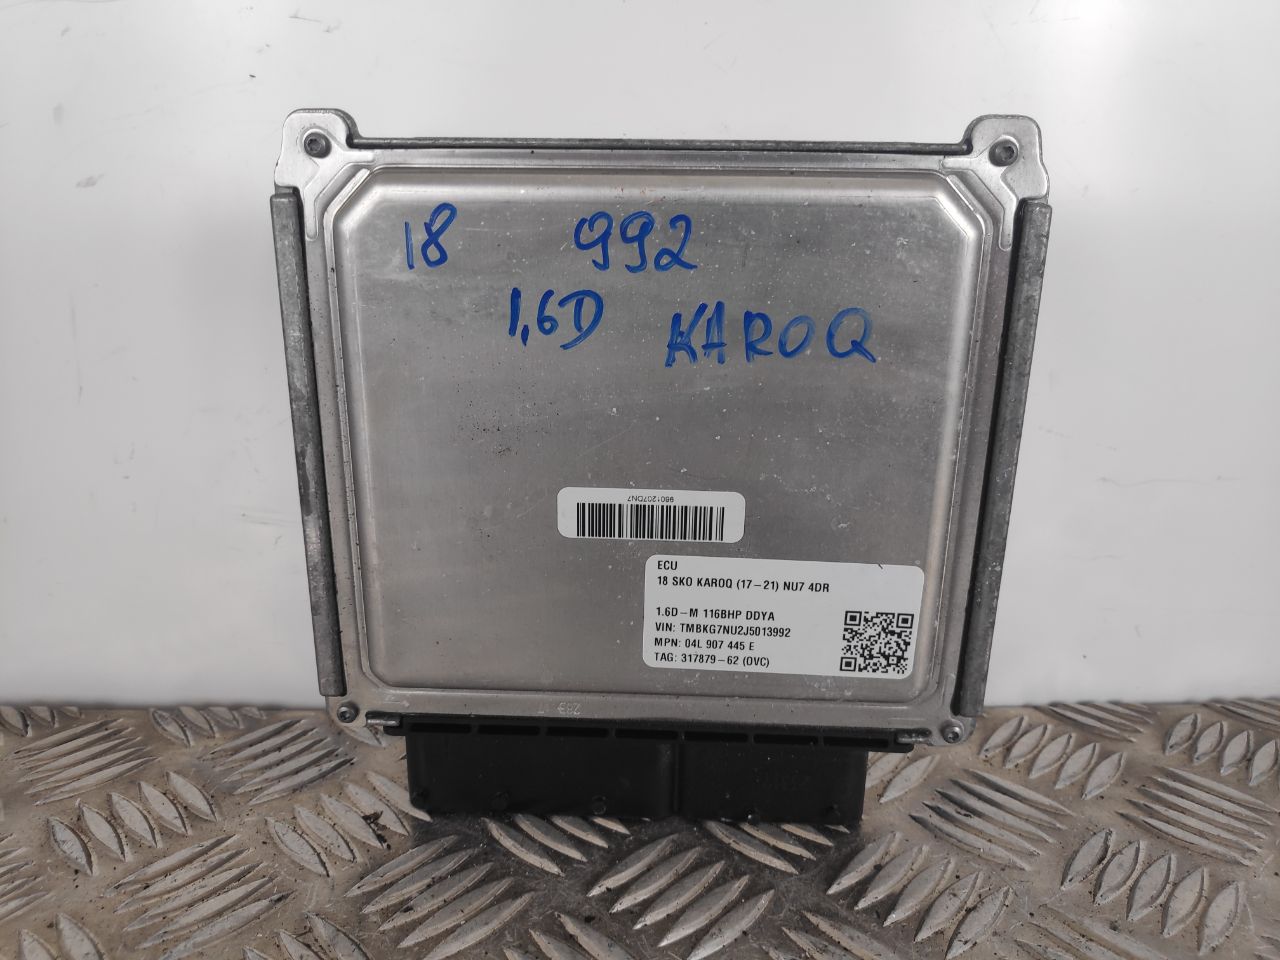 18 992
1,6D KAROQ
9801207DN7
ECU
18 SKO KAROQ (17-21) NU7 4DR
1.6D-M 116BHP DDYA
VIN: TMBKG7NU2J5013992
MPN: 04L 907 445 E
TAG: 317879-62 (OVC)